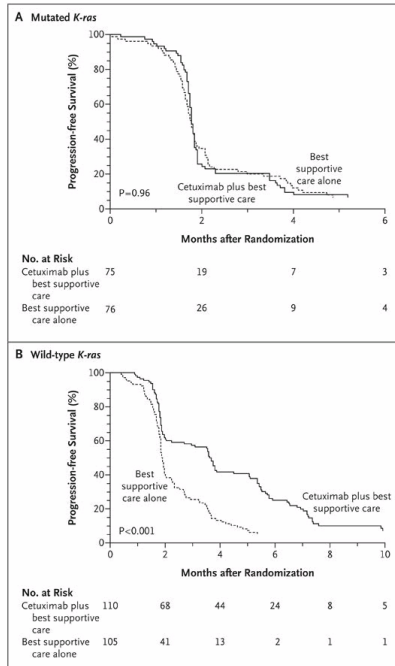 A Mutated K-ras
Progression-free Survival (%)
100
80
60
40
20
0
P=0.96
Best
supportive
care alone
Cetuximab plus best
supportive care
0 2 4 6
Months after Randomization
No. at Risk
Cetuximab plus 75 19 7 3
best supportive
care
Best supportive 76 26 9 4
care alone
B Wild-type K-ras
Progression-free Survival (%)
100
80
60
40
20
0
Best
supportive
care alone
Cetuximab plus best
supportive care
P<0.001
0 2 4 6 8 10
Months after Randomization
No. at Risk
Cetuximab plus 110 68 44 24 8 5
best supportive
care
Best supportive 105 41 13 2 1 1
care alone